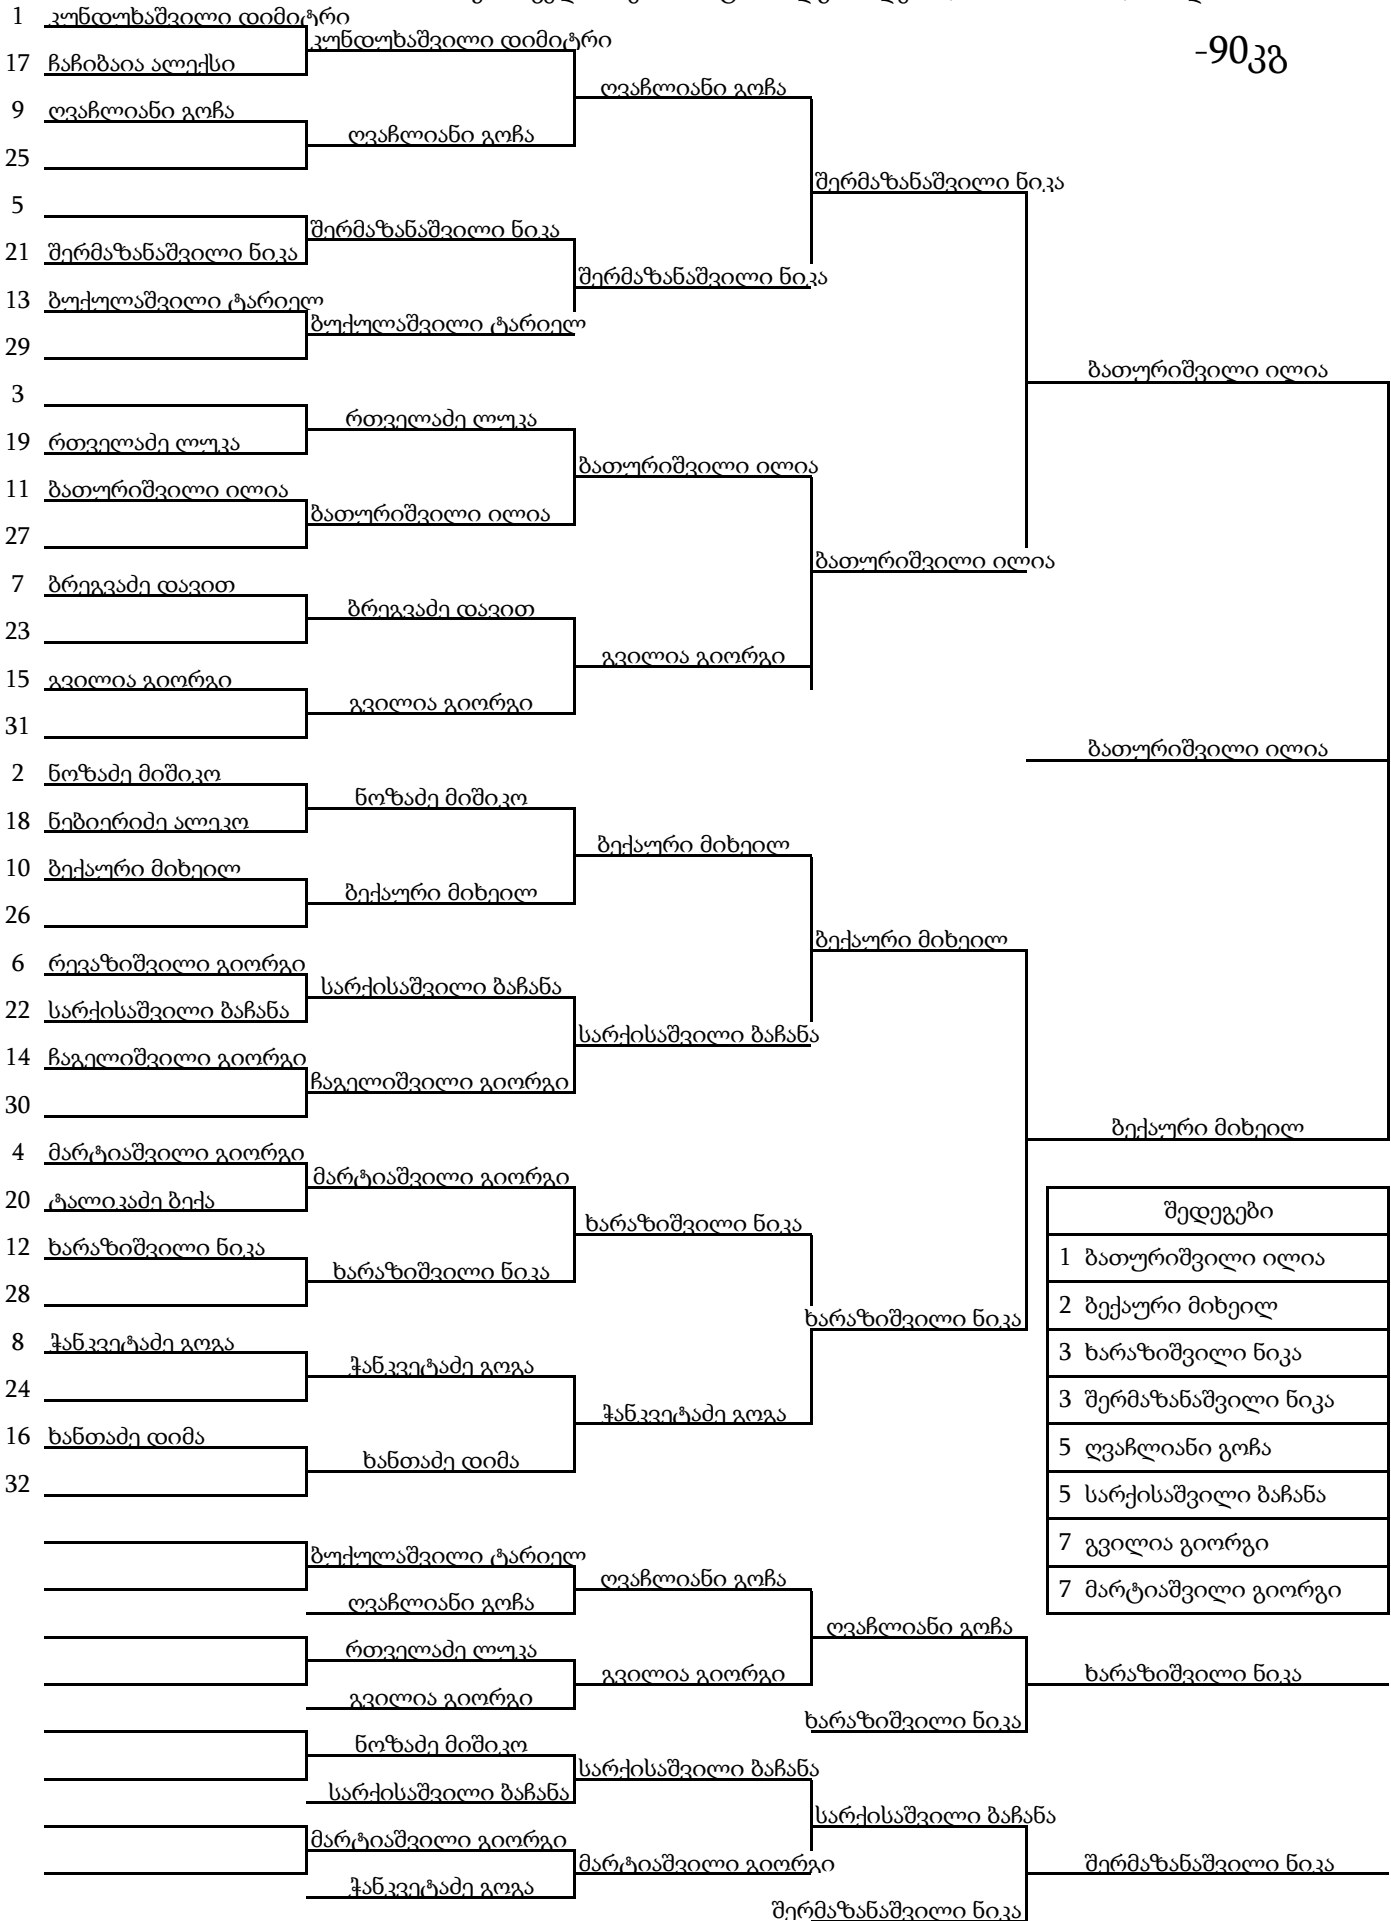 1 კუნდუხაშვილი დიმიტრი
კუნდუხაშვილი დიმიტრი
-90კგ
17 ჩაჩიბაია ალექსი
ღვაჩლიანი გოჩა
9 ღვაჩლიანი გოჩა
ღვაჩლიანი გოჩა
25
შერმაზანაშვილი ნიკა
5
შერმაზანაშვილი ნიკა
21 შერმაზანაშვილი ნიკა
შერმაზანაშვილი ნიკა
13 ბუქულაშვილი ტარიელ
ბუქულაშვილი ტარიელ
29
ბათურიშვილი ილია
3
რთველაძე ლუკა
19 რთველაძე ლუკა
ბათურიშვილი ილია
11 ბათურიშვილი ილია
ბათურიშვილი ილია
27
ბათურიშვილი ილია
7 ბრეგვაძე დავით
ბრეგვაძე დავით
23
გვილია გიორგი
15 გვილია გიორგი
გვილია გიორგი
31
ბათურიშვილი ილია
2 ნოზაძე მიშიკო
ნოზაძე მიშიკო
18 ნებიერიძე ალეკო
ბექაური მიხეილ
10 ბექაური მიხეილ
ბექაური მიხეილ
26
ბექაური მიხეილ
6 რევაზიშვილი გიორგი
სარქისაშვილი ბაჩანა
22 სარქისაშვილი ბაჩანა
სარქისაშვილი ბაჩანა
14 ჩაგელიშვილი გიორგი
ჩაგელიშვილი გიორგი
30
ბექაური მიხეილ
4 მარტიაშვილი გიორგი
მარტიაშვილი გიორგი
20 ტალიკაძე ბექა
შედეგები
ხარაზიშვილი ნიკა
12 ხარაზიშვილი ნიკა
1 ბათურიშვილი ილია
ხარაზიშვილი ნიკა
28
2 ბექაური მიხეილ
ხარაზიშვილი ნიკა
8 ჭანკვეტაძე გოგა
3 ხარაზიშვილი ნიკა
ჭანკვეტაძე გოგა
24
3 შერმაზანაშვილი ნიკა
ჭანკვეტაძე გოგა
16 ხანთაძე დიმა
5 ღვაჩლიანი გოჩა
ხანთაძე დიმა
32
5 სარქისაშვილი ბაჩანა
7 გვილია გიორგი
ბუქულაშვილი ტარიელ
ღვაჩლიანი გოჩა
7 მარტიაშვილი გიორგი
ღვაჩლიანი გოჩა
ღვაჩლიანი გოჩა
რთველაძე ლუკა
გვილია გიორგი
ხარაზიშვილი ნიკა
გვილია გიორგი
ხარაზიშვილი ნიკა
ნოზაძე მიშიკო
სარქისაშვილი ბაჩანა
სარქისაშვილი ბაჩანა
სარქისაშვილი ბაჩანა
მარტიაშვილი გიორგი
მარტიაშვილი გიორგი
შერმაზანაშვილი ნიკა
ჭანკვეტაძე გოგა
შერმაზანაშვილი ნიკა